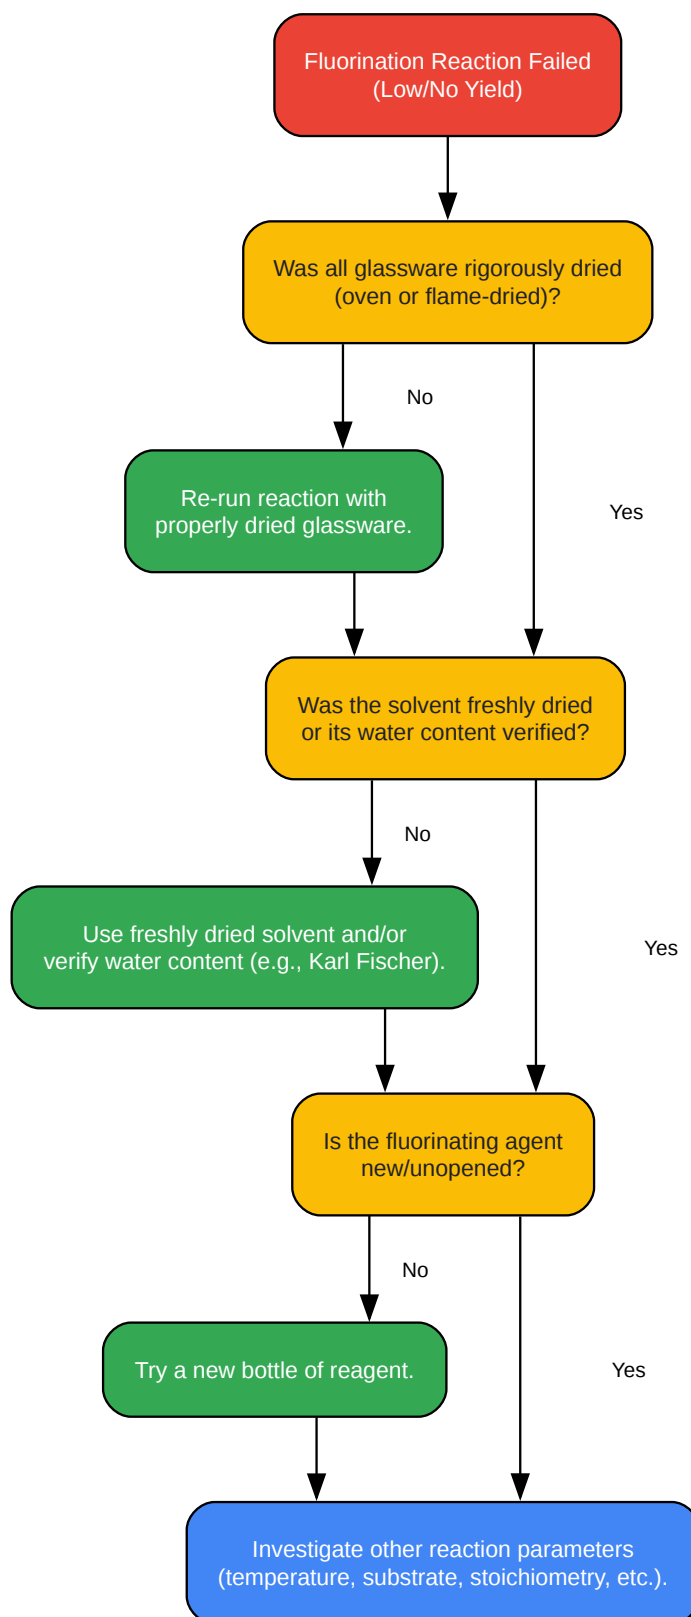 Fluorination Reaction Failed
(Low/No Yield)
Was all glassware rigorously dried
(oven or flame-dried)?
No
Re-run reaction with
properly dried glassware.
Yes
Was the solvent freshly dried
or its water content verified?
No
Use freshly dried solvent and/or
verify water content (e.g., Karl Fischer).
Yes
Is the fluorinating agent
new/unopened?
No
Try a new bottle of reagent.
Yes
Investigate other reaction parameters
(temperature, substrate, stoichiometry, etc.).